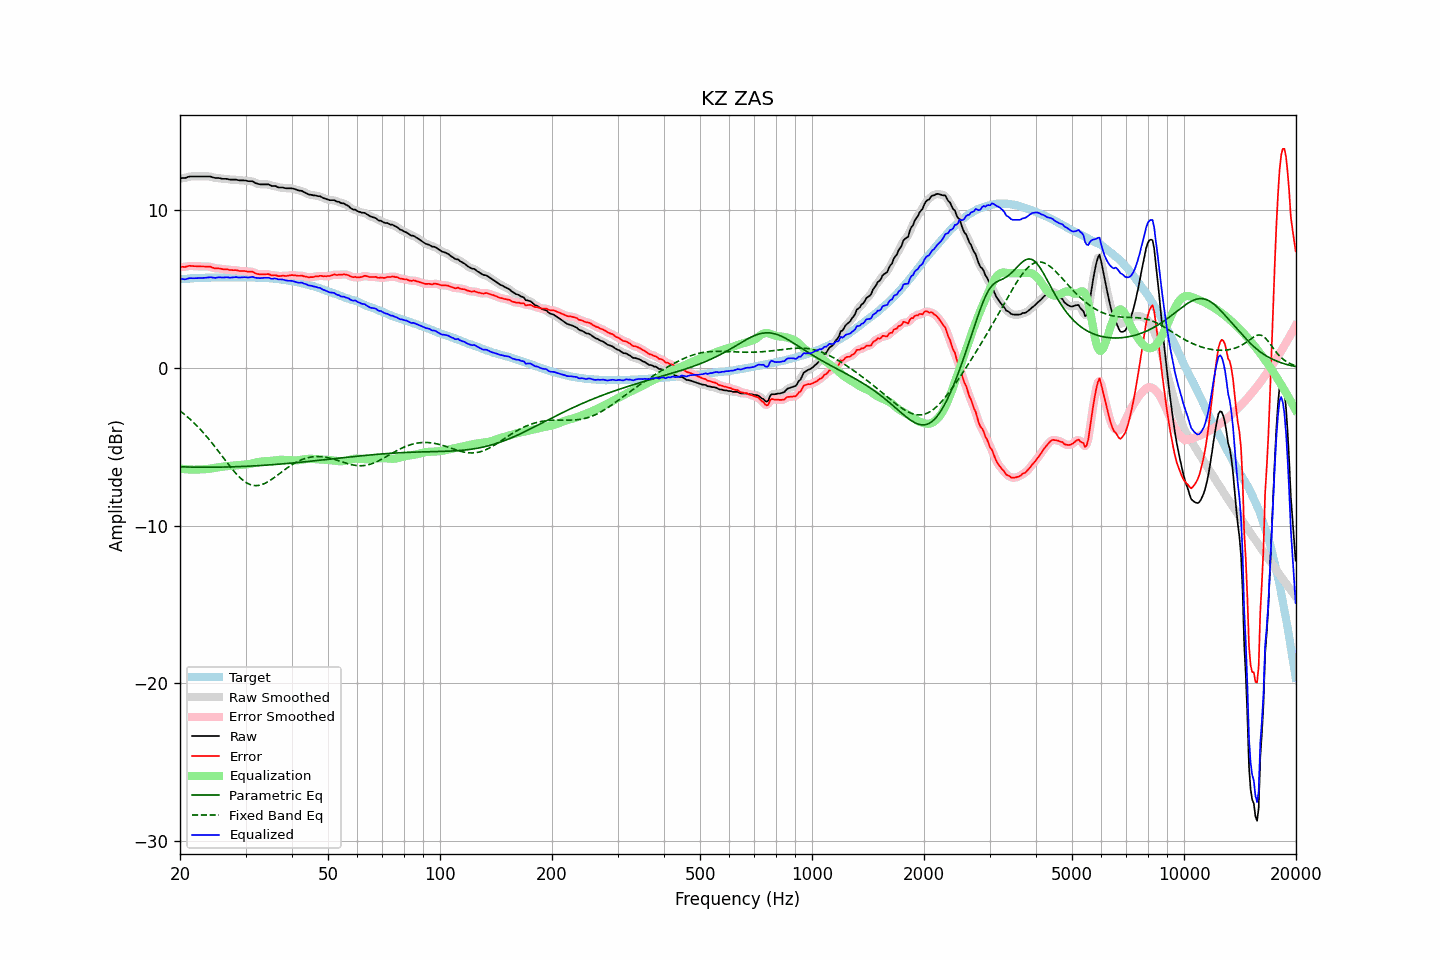 KZ ZAS
Amplitude (dBr)
10
0
−10
−20
−30
Target
Raw Smoothed
Error Smoothed
Raw
Error
Equalization
Parametric Eq
Fixed Band Eq
Equalized
20 50 100 200 500 1000 2000 5000 10000 20000
Frequency (Hz)